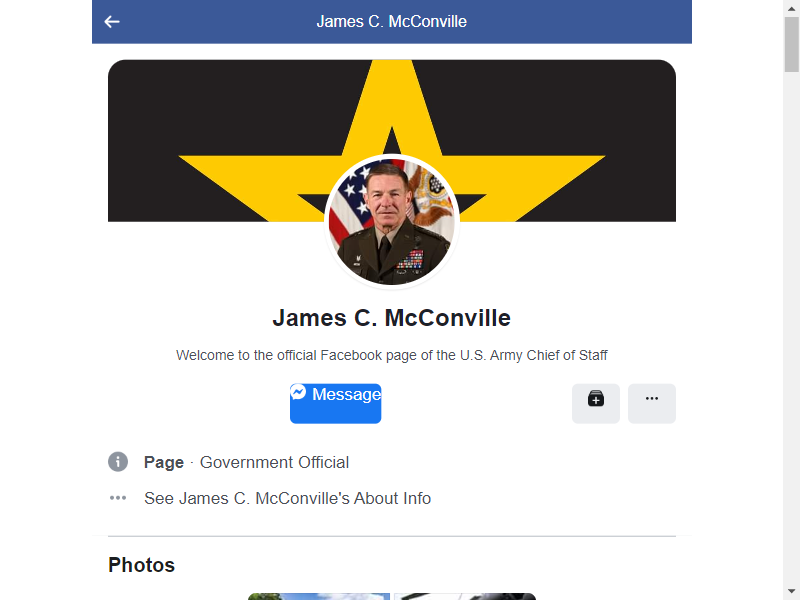 James C. McConville
James C. McConville
Welcome to the official Facebook page of the U.S. Army Chief of Staff
Message
Page · Government Official
See James C. McConville's About Info
Photos